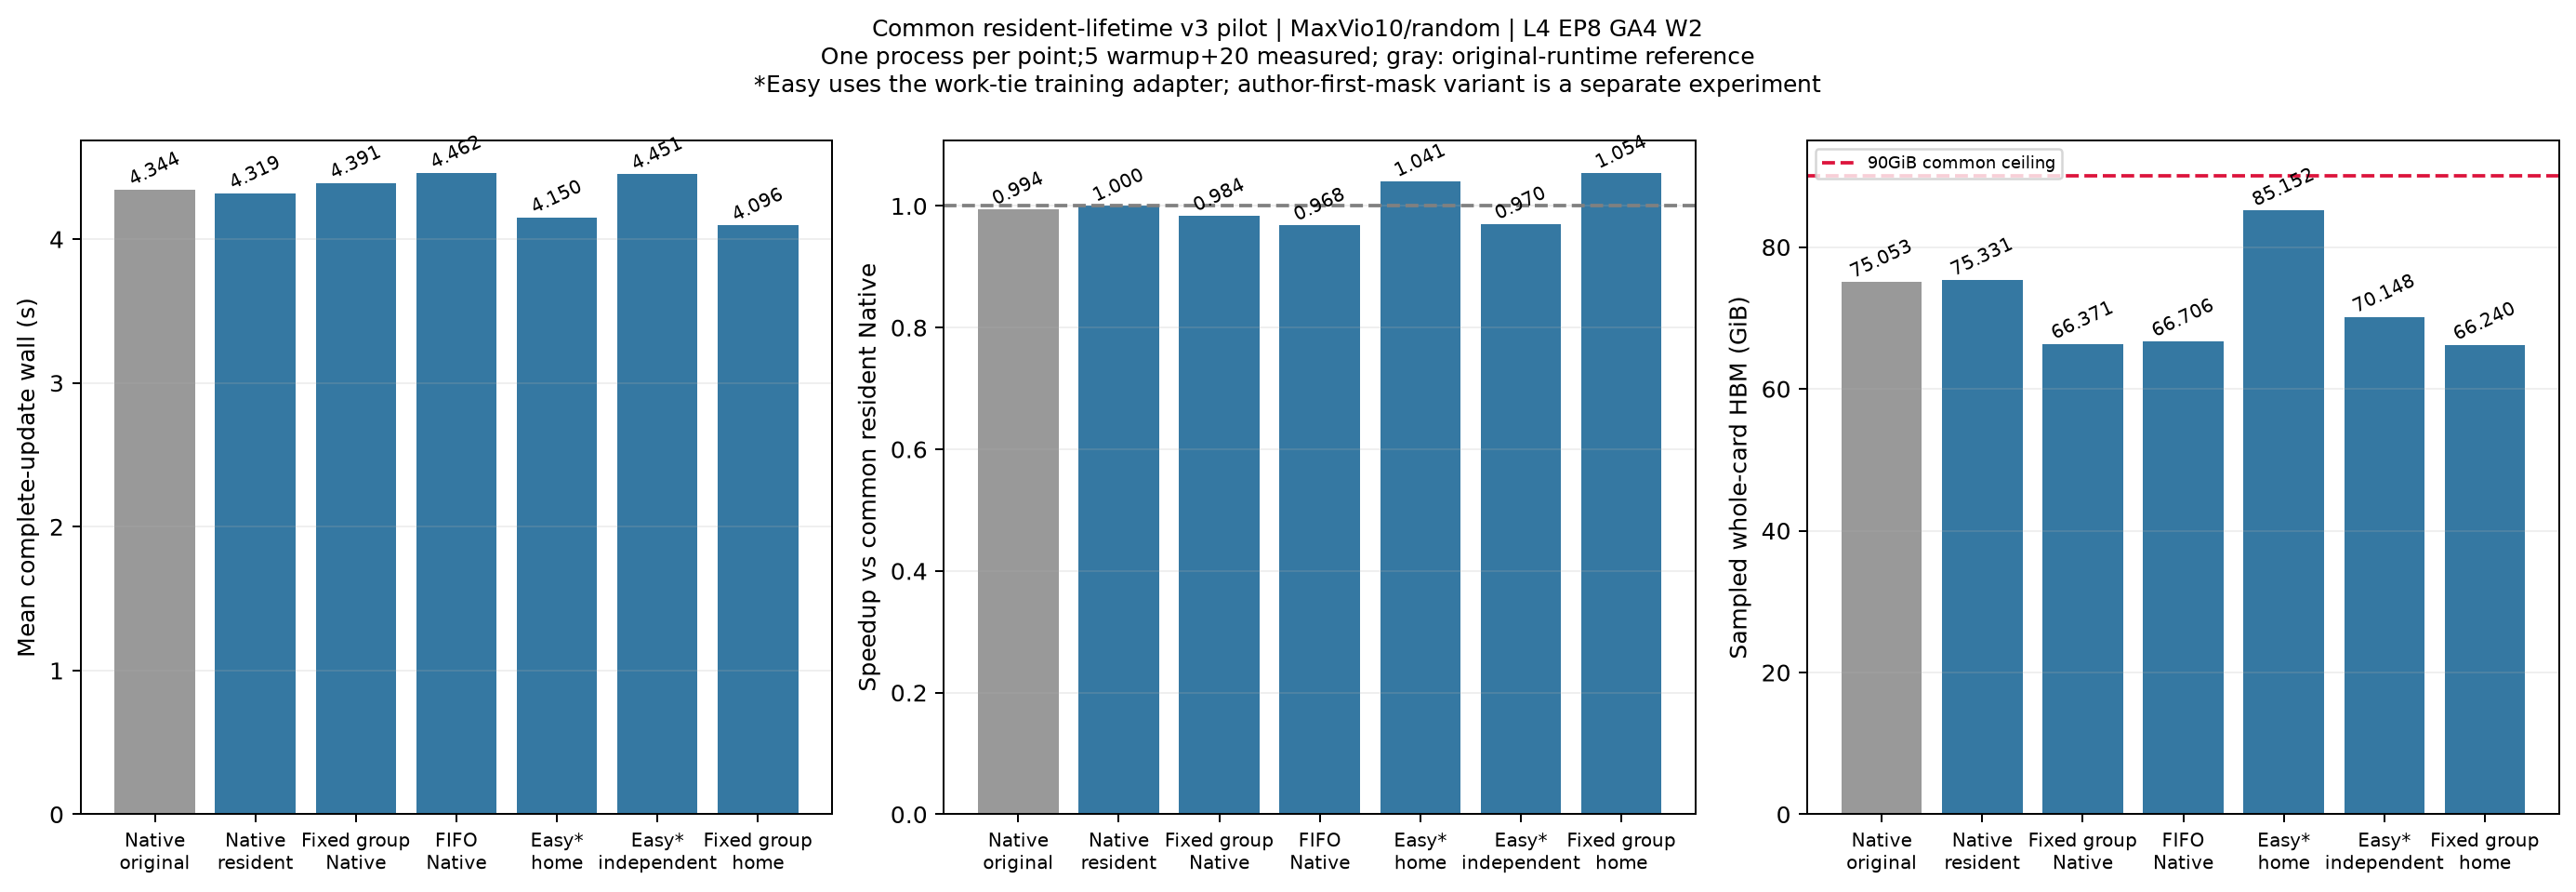 Common resident-lifetime v3 pilot | MaxVio10/random | L4 EP8 GA4 W2
One process per point;5 warmup+20 measured; gray: original-runtime reference
*Easy uses the work-tie training adapter; author-first-mask variant is a separate experiment
Mean complete-update wall (s)
4
3
2
1
0
4.344
4.319
4.391
4.462
4.150
4.451
4.096
Native
original
Native
resident
Fixed group
Native
FIFO
Native
Easy*
home
Easy*
independent
Fixed group
home
Speedup vs common resident Native
1.0
0.8
0.6
0.4
0.2
0.0
0.994
1.000
0.984
0.968
1.041
0.970
1.054
Native
original
Native
resident
Fixed group
Native
FIFO
Native
Easy*
home
Easy*
independent
Fixed group
home
Sampled whole-card HBM (GiB)
80
60
40
20
0
90GiB common ceiling
75.053
75.331
66.371
66.706
85.152
70.148
66.240
Native
original
Native
resident
Fixed group
Native
FIFO
Native
Easy*
home
Easy*
independent
Fixed group
home